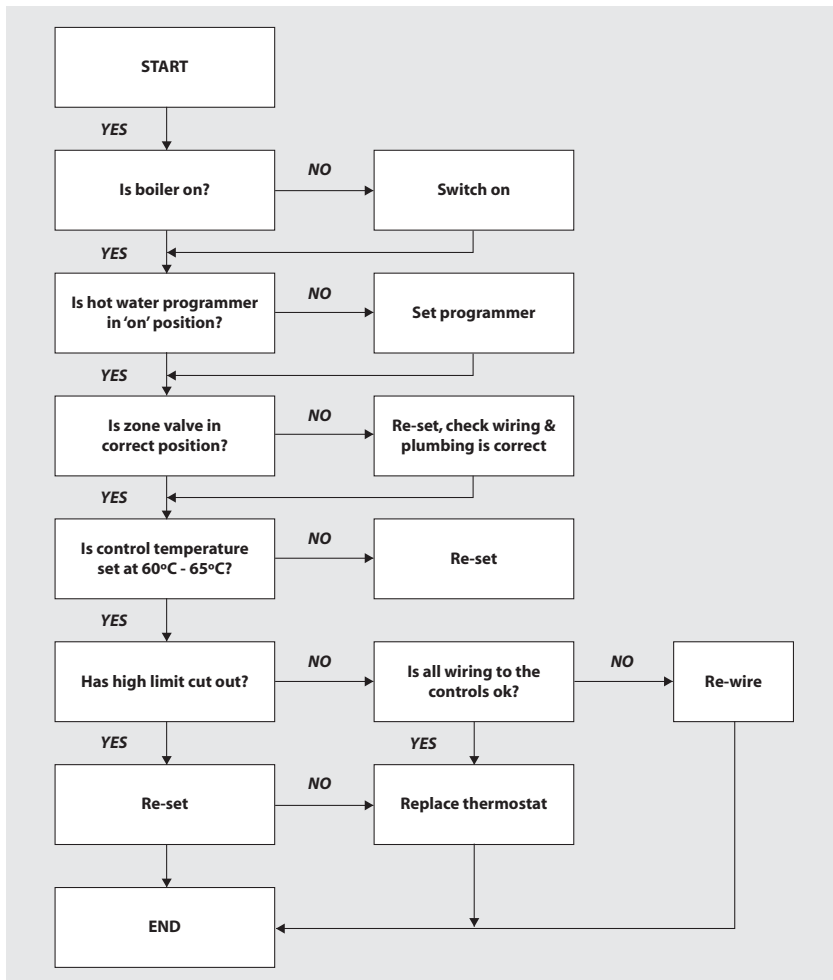 START
YES
Is boiler on?
NO
Switch on
YES
Is hot water programmer
in ‘on’ position?
NO
Set programmer
YES
Is zone valve in
correct position?
NO
Re-set, check wiring &
plumbing is correct
YES
Is control temperature
set at 60ºC - 65ºC?
NO
Re-set
YES
Has high limit cut out?
NO
Is all wiring to the
controls ok?
NO
Re-wire
YES
YES
Re-set
NO
Replace thermostat
END